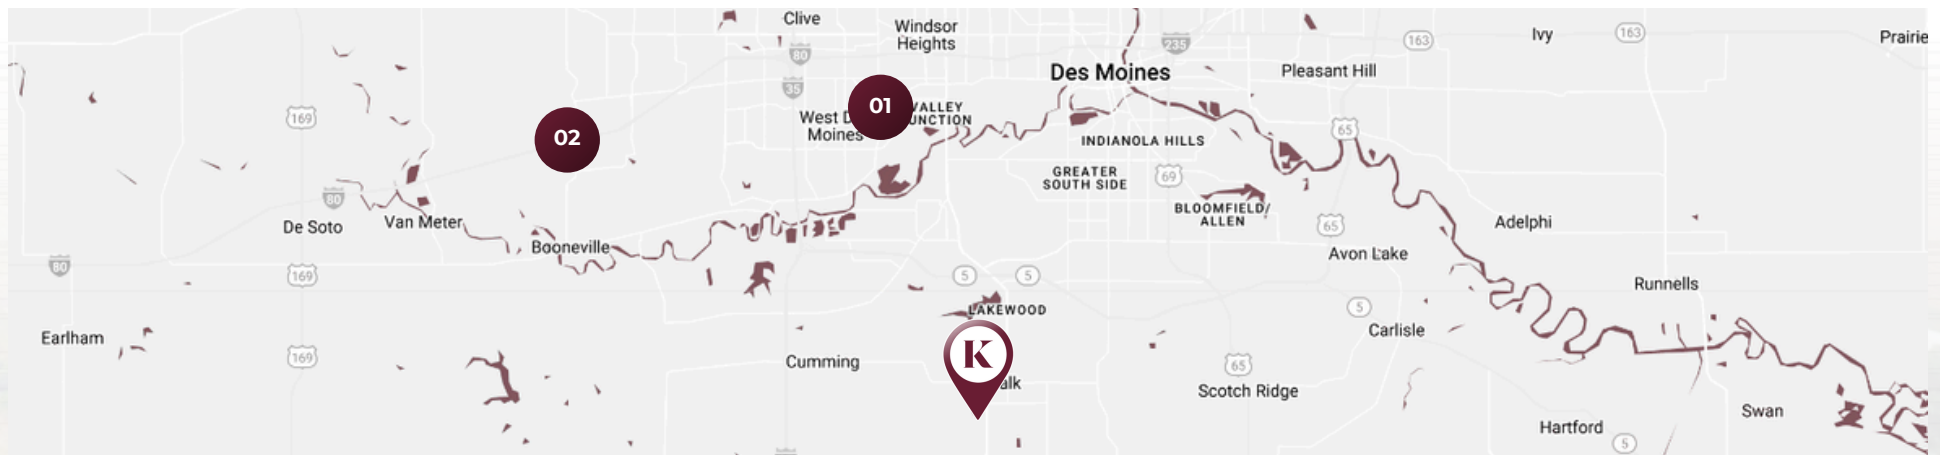 Clive
Windsor
Heights
235
163
Ivy
163
Prairie
80
35
Des Moines
Pleasant Hill
169
01
VALLEY
UNCTION
West D
Moines
02
65
INDIANOLA HILLS
GREATER
SOUTH SIDE
69
80
BLOOMFIELD/
ALLEN
65
Adelphi
De Soto
Van Meter
Booneville
Avon Lake
80
169
5
5
Runnells
LAKEWOOD
5
Carlisle
Earlham
169
Cumming
K
alk
65
Scotch Ridge
Swan
Hartford
5